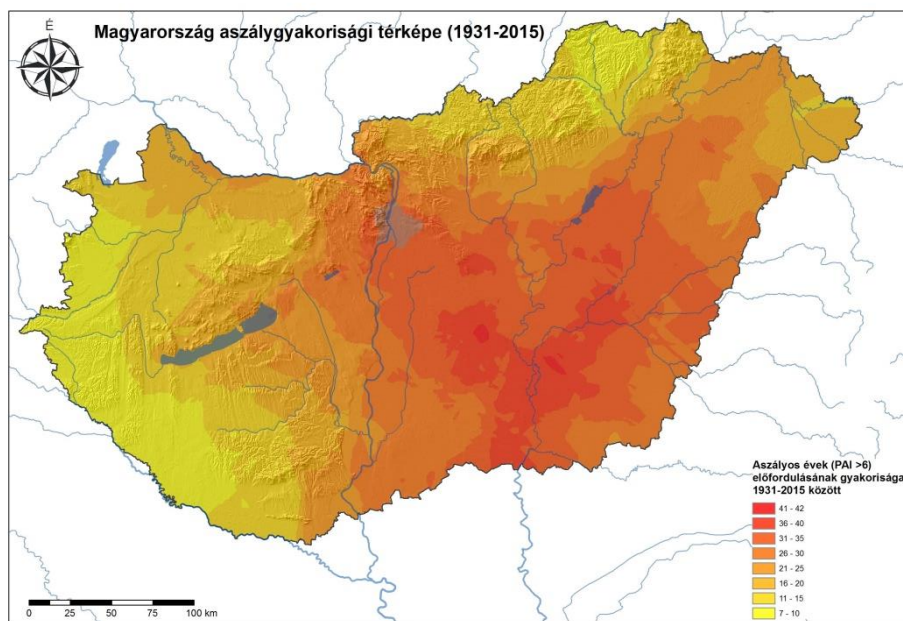 É
Magyarország aszálygyakorisági térképe (1931-2015)
Aszályos évek (PAI >6)
előfordulásának gyakorisága
1931-2015 között
41 - 42
36 - 40
31 - 35
26 - 30
21 - 25
16 - 20
11 - 15
7 - 10
0 25 50 75 100 km